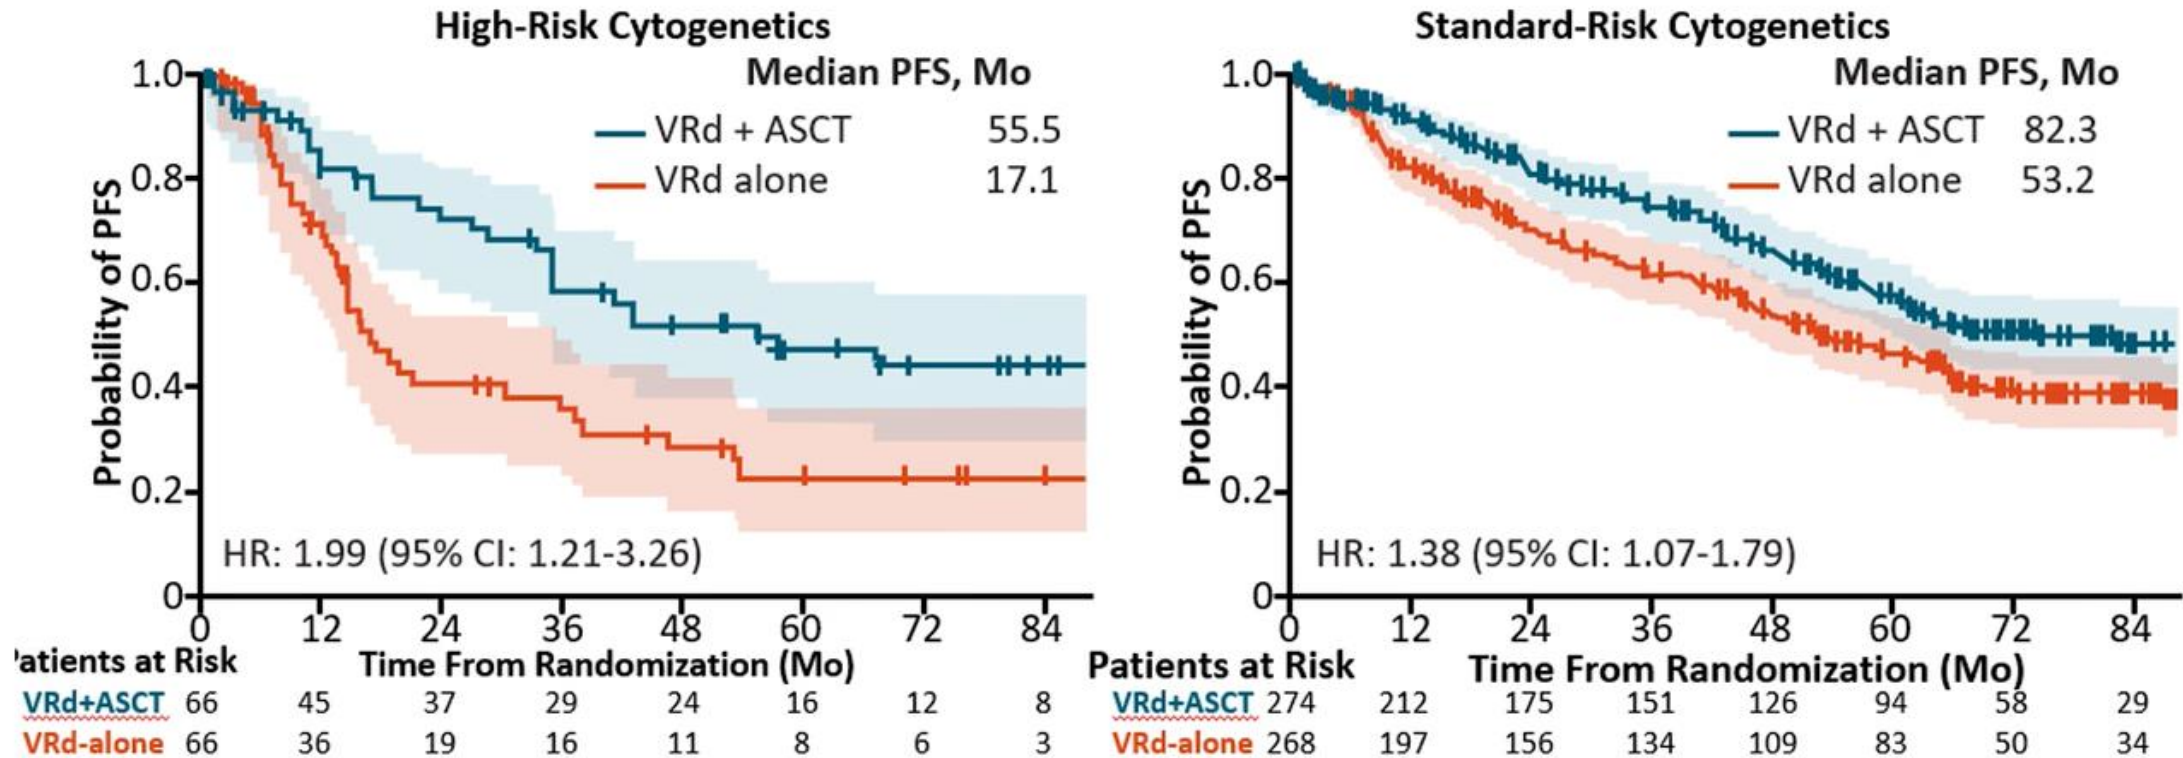 High-Risk Cytogenetics
Median PFS, Mo
VRd + ASCT 55.5
VRd alone 17.1
Probability of PFS
1.0
0.8
0.6
0.4
0.2
0
HR: 1.99 (95% CI: 1.21-3.26)
0 12 24 36 48 60 72 84
Time From Randomization (Mo)
atients at Risk
VRd+ASCT 66 45 37 29 24 16 12 8
VRd-alone 66 36 19 16 11 8 6 3
Standard-Risk Cytogenetics
Median PFS, Mo
VRd + ASCT 82.3
VRd alone 53.2
Probability of PFS
1.0
0.8
0.6
0.4
0.2
0
HR: 1.38 (95% CI: 1.07-1.79)
0 12 24 36 48 60 72 84
Time From Randomization (Mo)
Patients at Risk
VRd+ASCT 274 212 175 151 126 94 58 29
VRd-alone 268 197 156 134 109 83 50 34